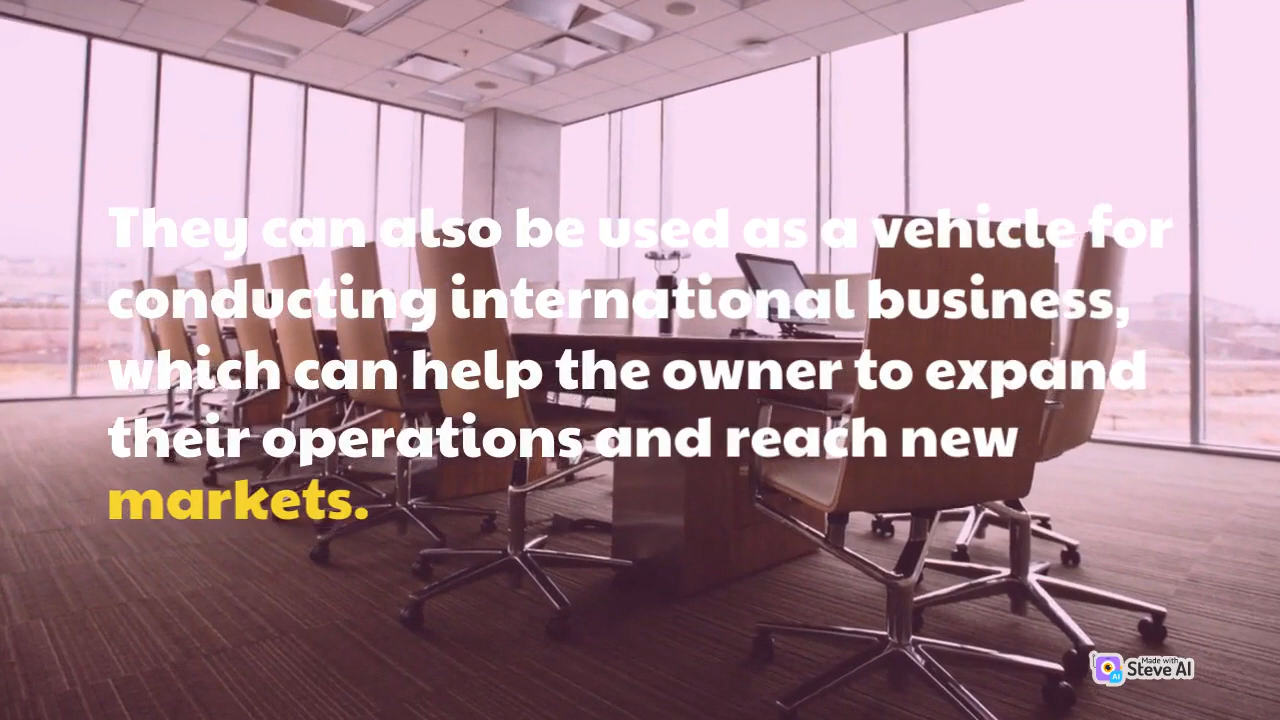 They can also be used as a vehicle for
conducting international business,
which can help the owner to expand
their operations and reach new
markets.
Made with
Steve AI
AI